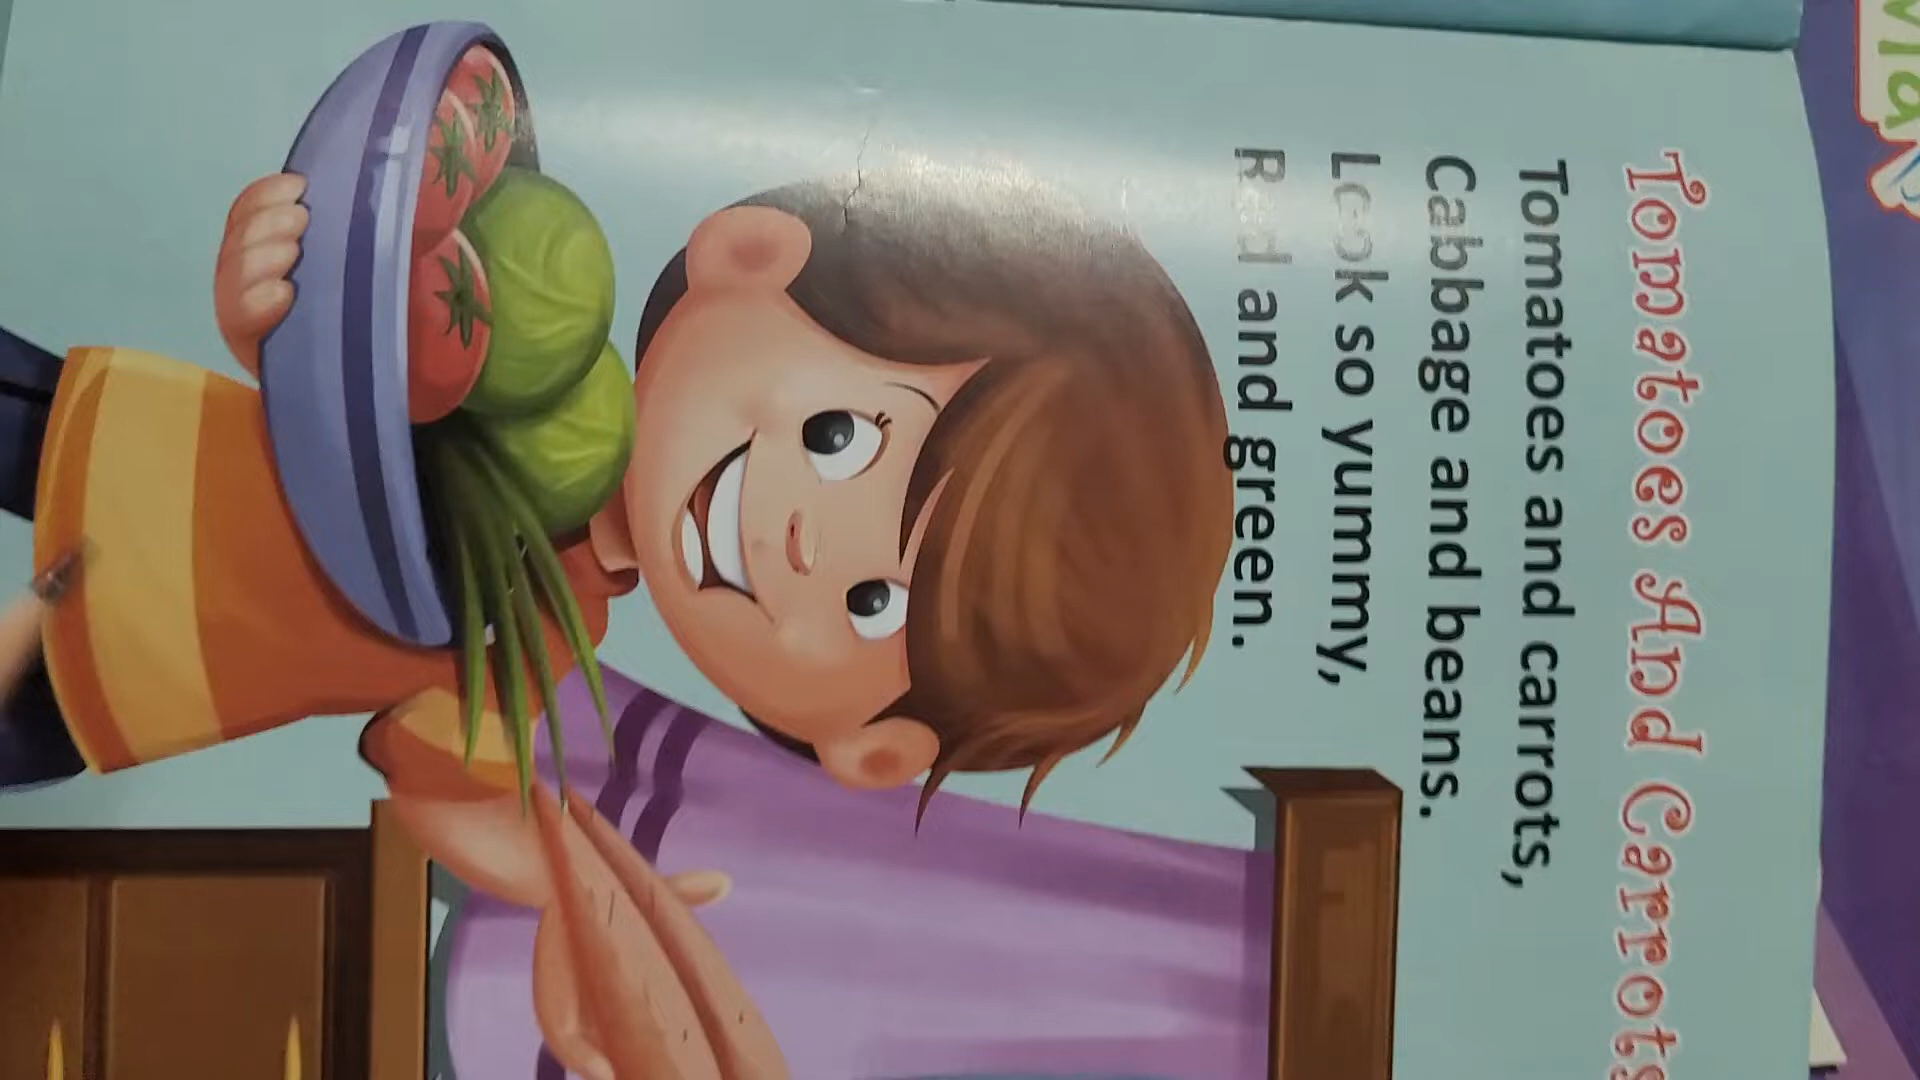 Tomatoes And Carrots
Tomatoes and carrots,
Cabbage and beans.
Look so yummy,
Red and green.